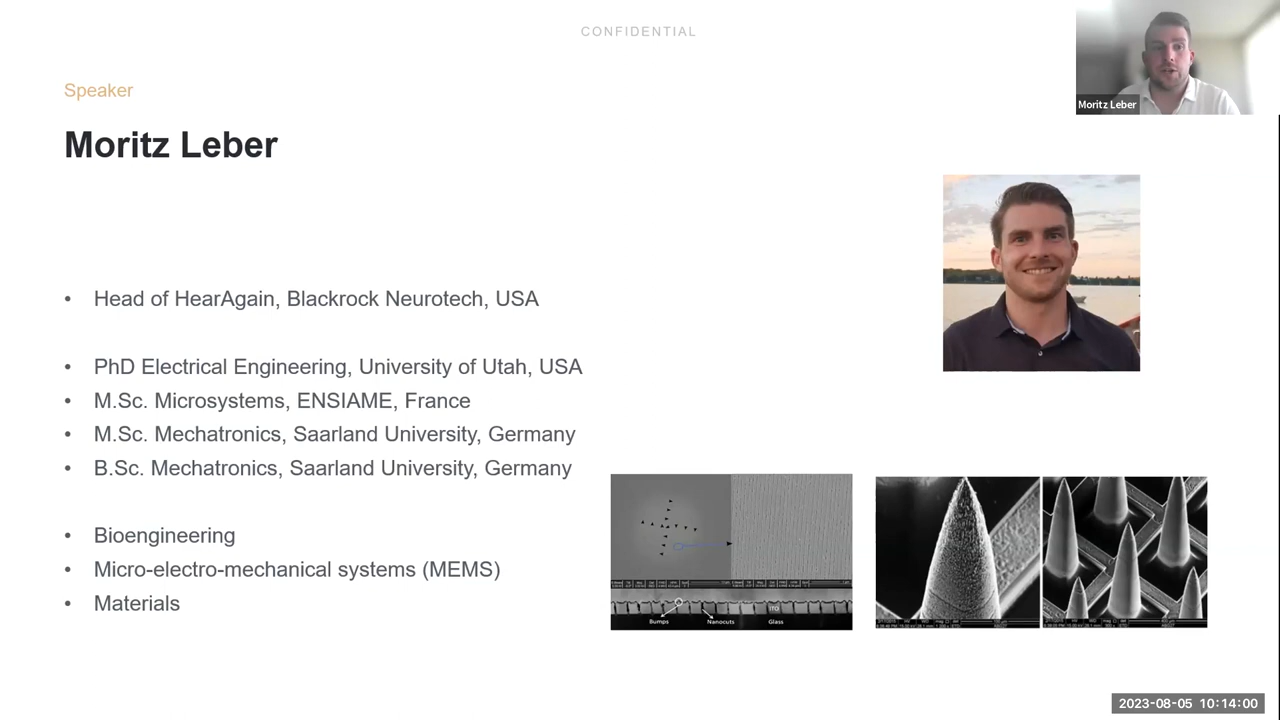 CONFIDENTIAL
Moritz Leber
Speaker
Moritz Leber
• Head of HearAgain, Blackrock Neurotech, USA
• PhD Electrical Engineering, University of Utah, USA
• M.Sc. Microsystems, ENSIAME, France
• M.Sc. Mechatronics, Saarland University, Germany
• B.Sc. Mechatronics, Saarland University, Germany
• Bioengineering
• Micro-electro-mechanical systems (MEMS)
• Materials
ITO
Bumps Nanocuts Glass
2023-08-05 10:14:00